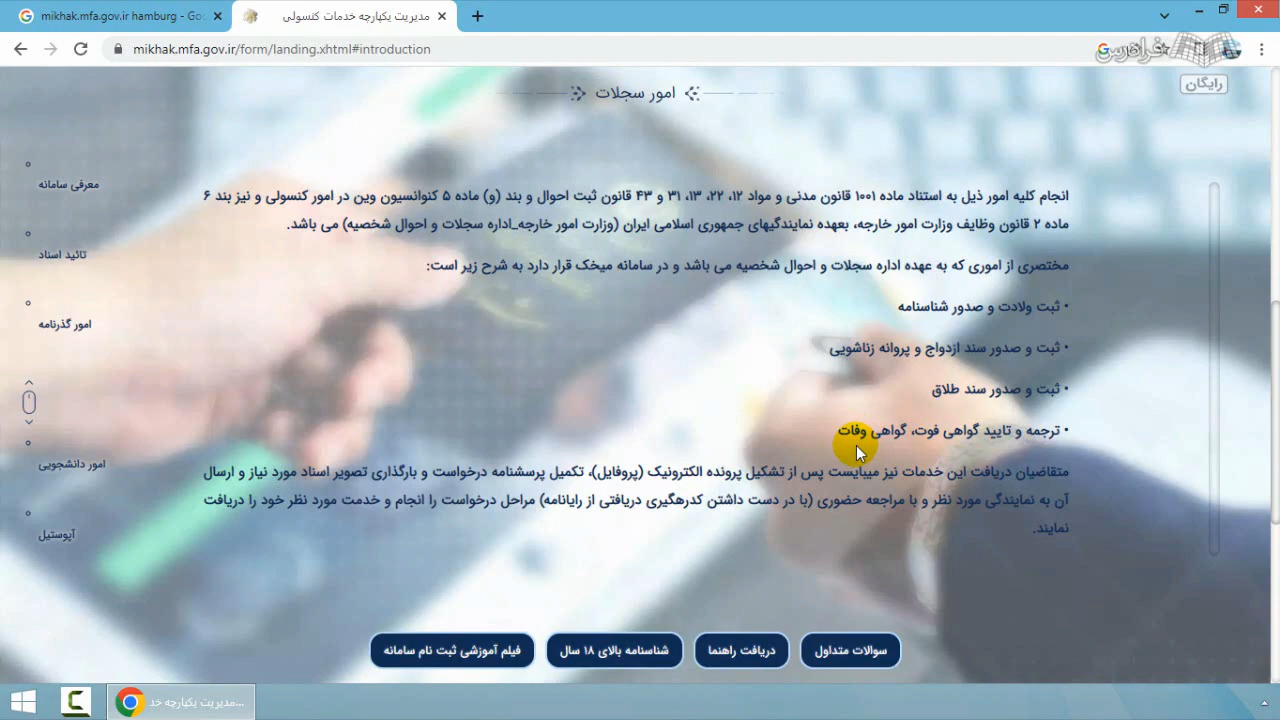 mikhak.mfa.gov.ir hamburg - Go
مدیریت یکپارچه خدمات کنسولی
mikhak.mfa.gov.ir/form/landing.xhtml#introduction
فرادرس
رایگان
امور سجلات
معرفی سامانه
تائید اسناد
امور گذرنامه
امور دانشجویی
آپوستیل
انجام کلیه امور ذیل به استناد ماده ۱۰۰۱ قانون مدنی و مواد ۱۲، ۲۲، ۱۳، ۳۱ و ۴۳ قانون ثبت احوال و بند (و) ماده ۵ کنوانسیون وین در امور کنسولی و نیز بند ۶
ماده ۲ قانون وظایف وزارت امور خارجه، بعهده نمایندگیهای جمهوری اسلامی ایران (وزارت امور خارجه_اداره سجلات و احوال شخصیه) می باشد.
مختصری از اموری که به عهده اداره سجلات و احوال شخصیه می باشد و در سامانه میخک قرار دارد به شرح زیر است:
• ثبت ولادت و صدور شناسنامه
• ثبت و صدور سند ازدواج و پروانه زناشویی
• ثبت و صدور سند طلاق
• ترجمه و تایید گواهی فوت، گواهی وفات
متقاضیان دریافت این خدمات نیز میبایست پس از تشکیل پرونده الکترونیک (پروفایل)، تکمیل پرسشنامه درخواست و بارگذاری تصویر اسناد مورد نیاز و ارسال
آن به نمایندگی مورد نظر و با مراجعه حضوری (با در دست داشتن کدرهگیری دریافتی از رایانامه) مراحل درخواست را انجام و خدمت مورد نظر خود را دریافت
نمایند.
سوالات متداول
دریافت راهنما
شناسنامه بالای ۱۸ سال
فیلم آموزشی ثبت نام سامانه
مدیریت یکپارچه خد...